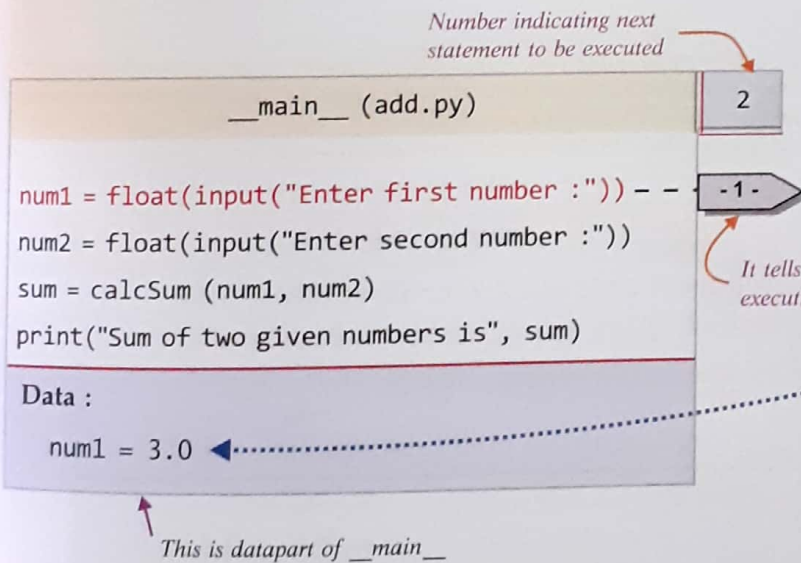 Number indicating next
statement to be executed
__main__ (add.py)
2
num1 = float(input("Enter first number :"))
- 1 -
num2 = float(input("Enter second number :"))
sum = calcSum (num1, num2)
It tells
print("Sum of two given numbers is", sum)
Data :
num1 = 3.0
This is datapart of __main__